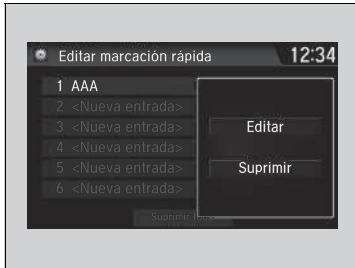 Editar marcación rápida 12:34
1 AAA
2 <Nueva entrada>
3 <Nueva entrada>
4 <Nueva entrada>
5 <Nueva entrada>
6 <Nueva entrada>
Editar
Suprimir
Suprimir